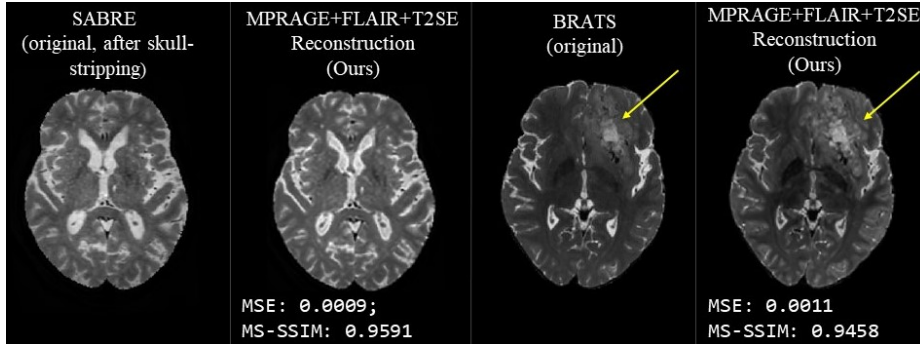 SABRE
(original, after skull-
stripping)
MPRAGE+FLAIR+T2SE
Reconstruction
(Ours)
BRATS
(original)
MPRAGE+FLAIR+T2SE
Reconstruction
(Ours)
MSE: 0.0009;
MS-SSIM: 0.9591
MSE: 0.0011
MS-SSIM: 0.9458